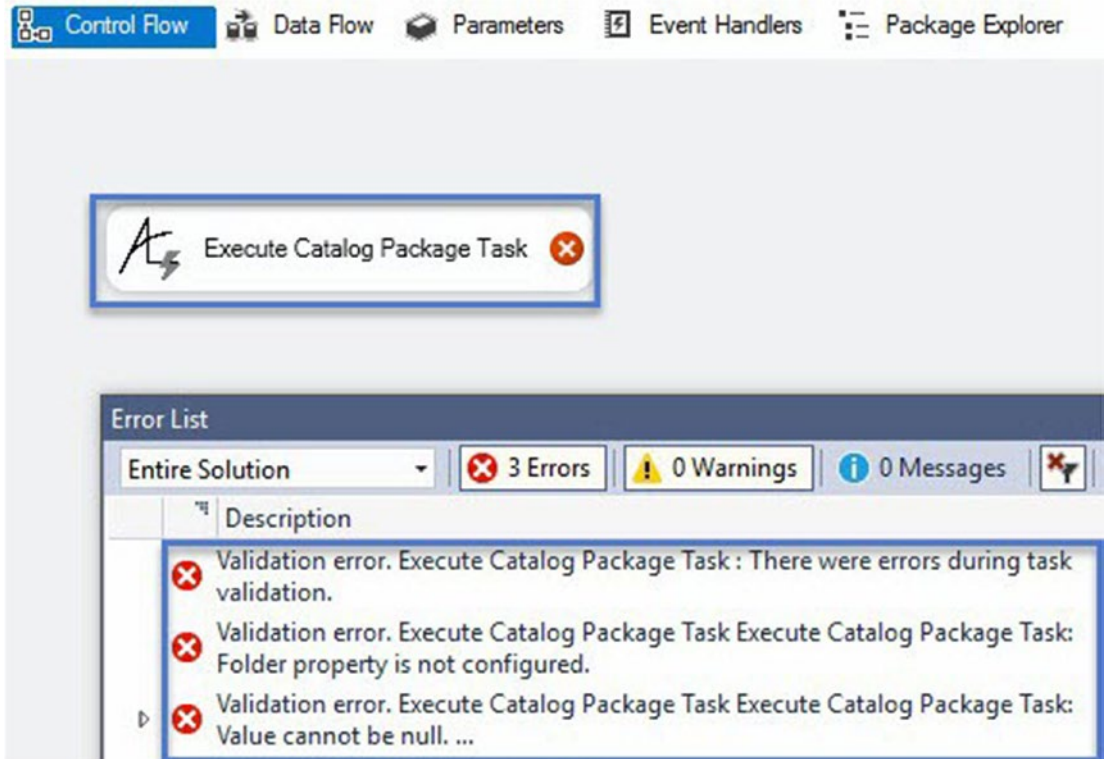 Control Flow Data Flow Parameters Event Handlers Package Explorer
Execute Catalog Package Task
Error List
Entire Solution 3 Errors 0 Warnings 0 Messages
Description
Validation error. Execute Catalog Package Task : There were errors during task
validation.
Validation error. Execute Catalog Package Task Execute Catalog Package Task:
Folder property is not configured.
Validation error. Execute Catalog Package Task Execute Catalog Package Task:
Value cannot be null. ...